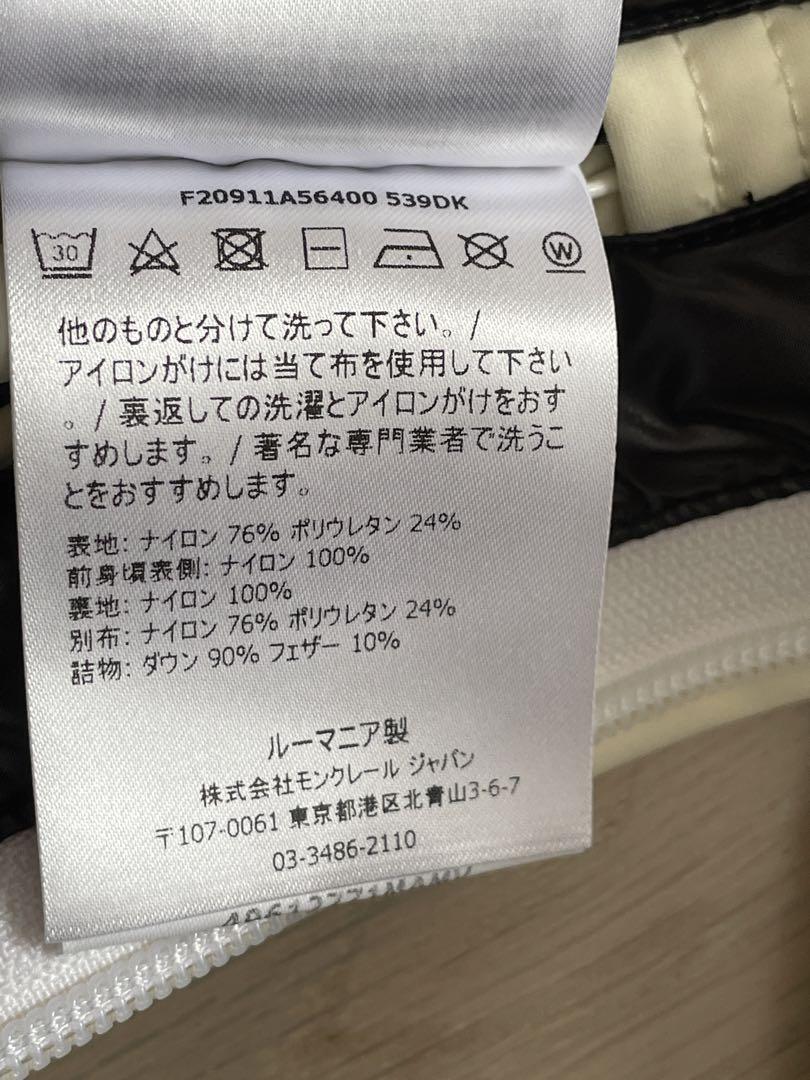 F20911A56400 539DK
30
W
他のものと分けて洗って下さい。/
アイロンがけには当て布を使用して下さい
。/ 裏返しての洗濯とアイロンがけをおす
すめします。/ 著名な専門業者で洗うこ
とをおすすめします。
表地: ナイロン 76% ポリウレタン 24%
前身頃表側: ナイロン 100%
裏地: ナイロン 100%
別布: ナイロン 76% ポリウレタン 24%
詰物: ダウン 90% フェザー 10%
ルーマニア製
株式会社モンクレール ジャパン
〒107-0061 東京都港区北青山3-6-7
03-3486-2110